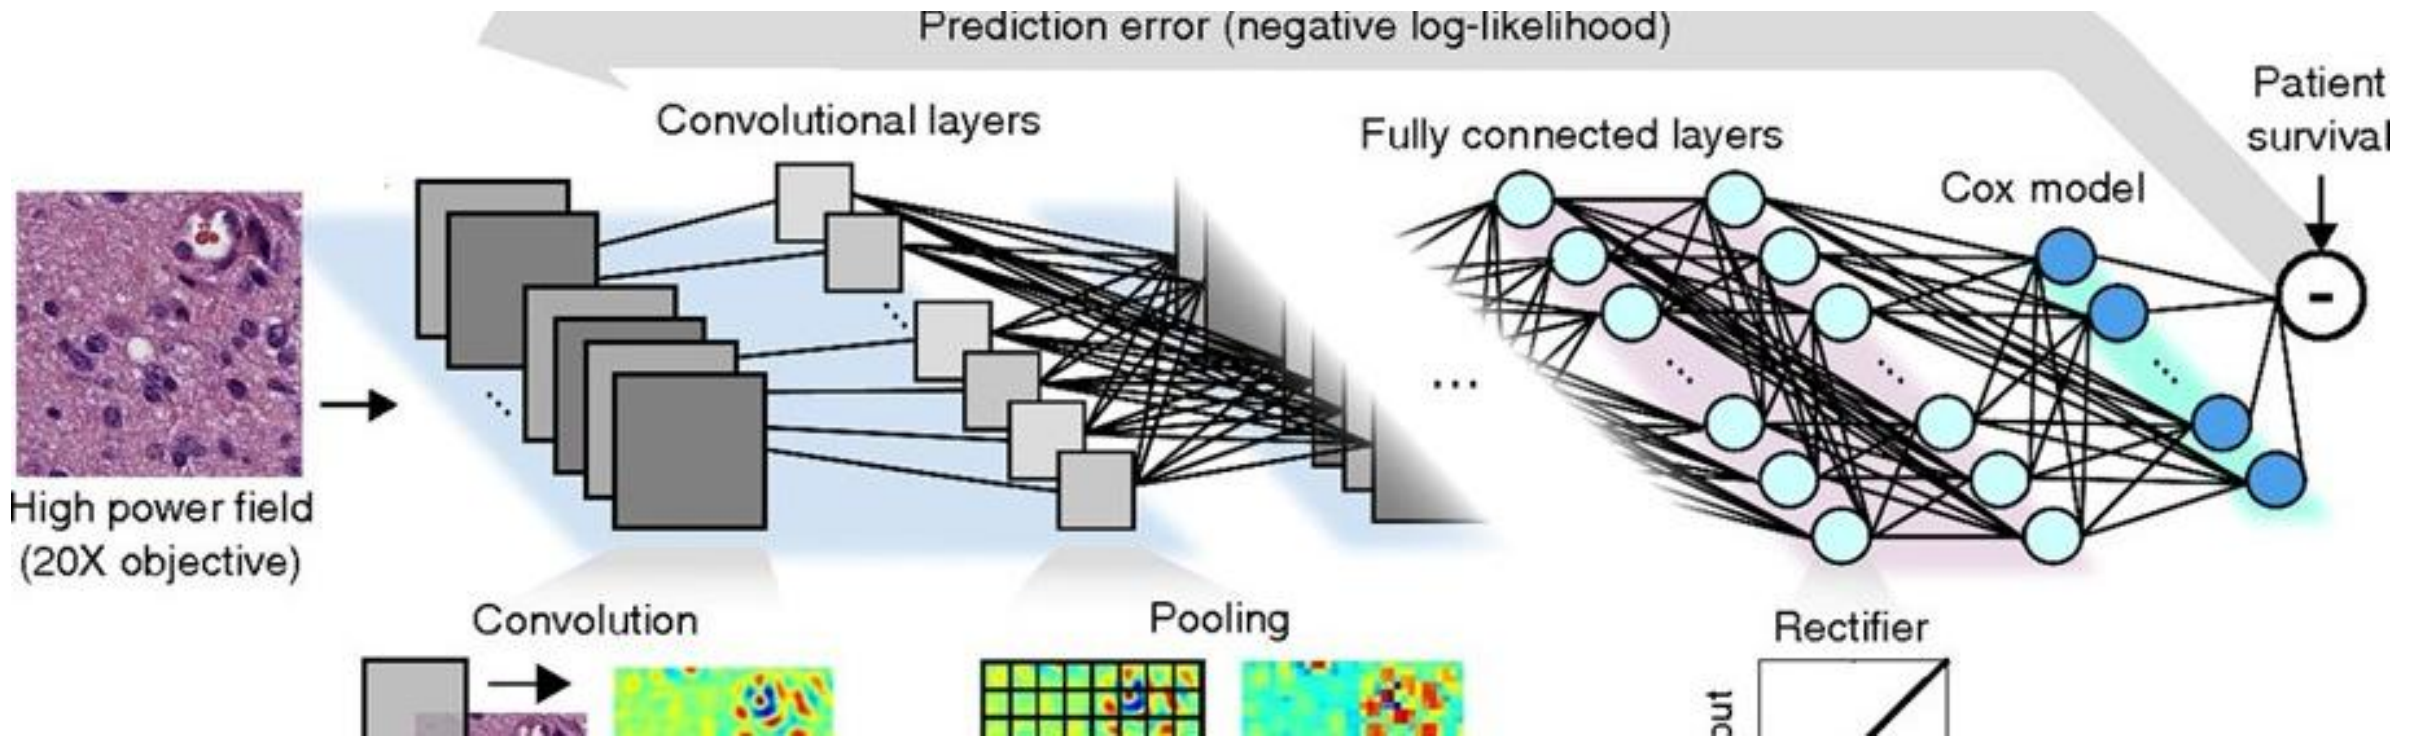 Prediction error (negative log-likelihood)
Patient
survival
Convolutional layers
Fully connected layers
Cox model
-
...
High power field
(20X objective)
Convolution
Pooling
Rectifier